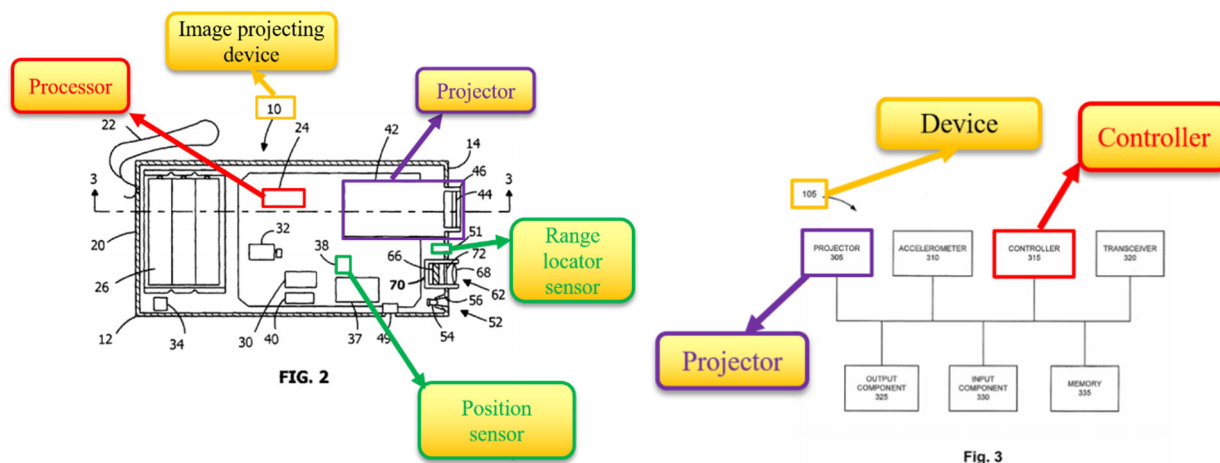 Image projecting
device
Processor
Projector
10
22
24
42
14
46
44
3
3
51
20
32
38
66
72
68
70
26
62
56
52
12
34
30
40
37
49
54
FIG. 2
Range
locator
sensor
Position
sensor
Device
Controller
105
PROJECTOR
305
ACCELEROMETER
310
CONTROLLER
315
TRANSCEIVER
320
Projector
OUTPUT
COMPONENT
325
INPUT
COMPONENT
330
MEMORY
335
Fig. 3